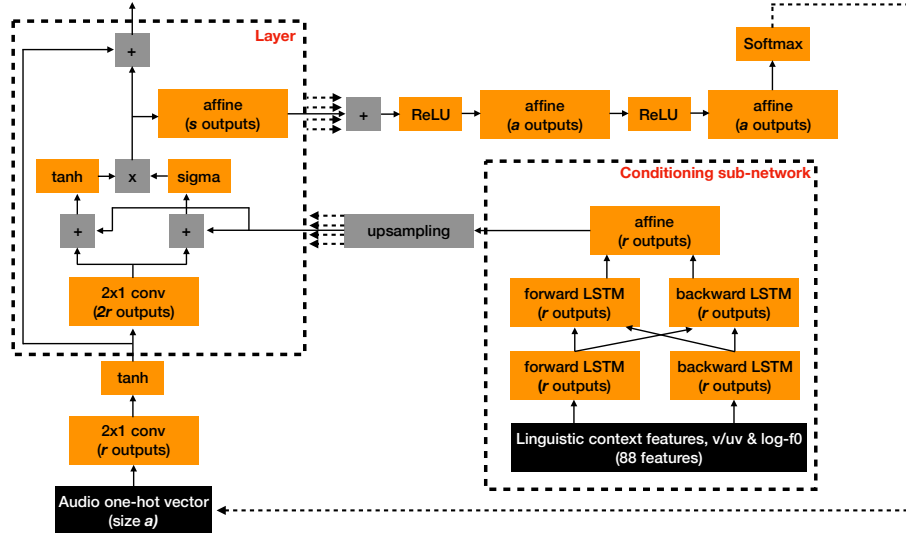 Layer
+
affine
(s outputs)
+
ReLU
affine
(a outputs)
ReLU
affine
(a outputs)
Softmax
tanh
x
sigma
+
+
2x1 conv
(2r outputs)
tanh
2x1 conv
(r outputs)
Audio one-hot vector
(size a)
upsampling
Conditioning sub-network
affine
(r outputs)
forward LSTM
(r outputs)
backward LSTM
(r outputs)
forward LSTM
(r outputs)
backward LSTM
(r outputs)
Linguistic context features, v/uv & log-f0
(88 features)